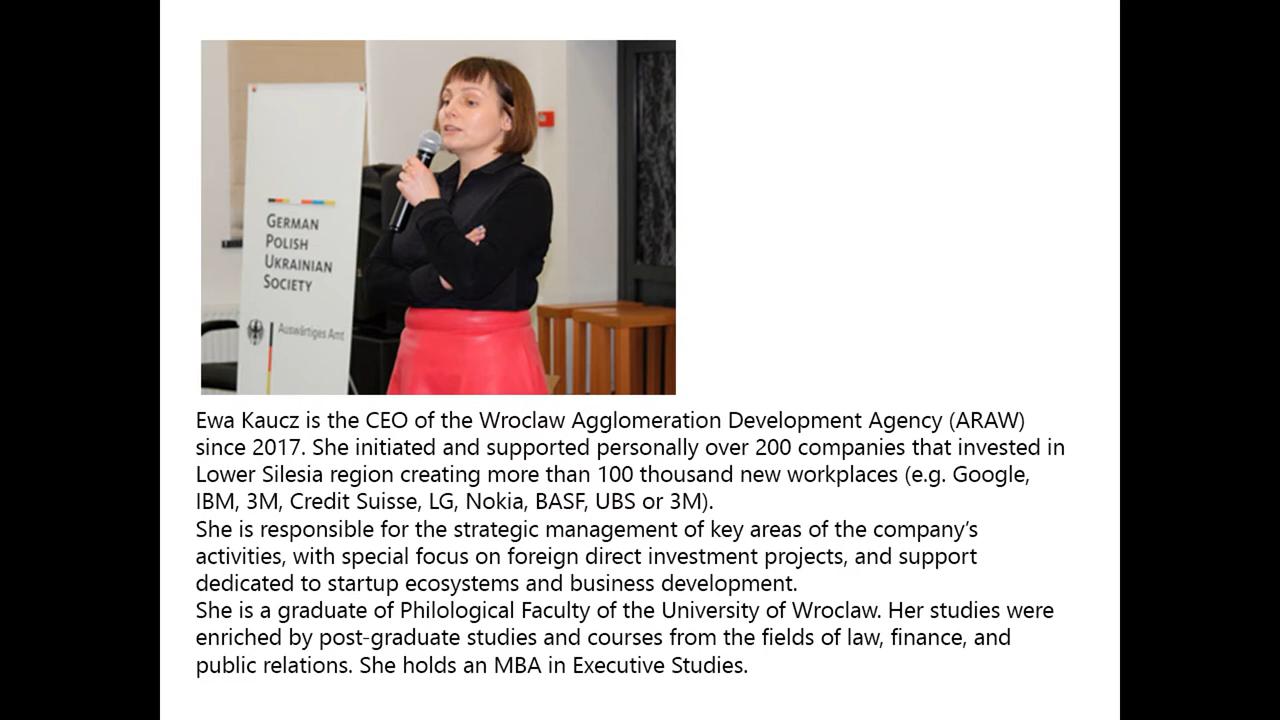 GERMAN
POLISH
UKRAINIAN
SOCIETY
Auswärtiges Amt
Ewa Kaucz is the CEO of the Wroclaw Agglomeration Development Agency (ARAW)
since 2017. She initiated and supported personally over 200 companies that invested in
Lower Silesia region creating more than 100 thousand new workplaces (e.g. Google,
IBM, 3M, Credit Suisse, LG, Nokia, BASF, UBS or 3M).
She is responsible for the strategic management of key areas of the company’s
activities, with special focus on foreign direct investment projects, and support
dedicated to startup ecosystems and business development.
She is a graduate of Philological Faculty of the University of Wroclaw. Her studies were
enriched by post-graduate studies and courses from the fields of law, finance, and
public relations. She holds an MBA in Executive Studies.